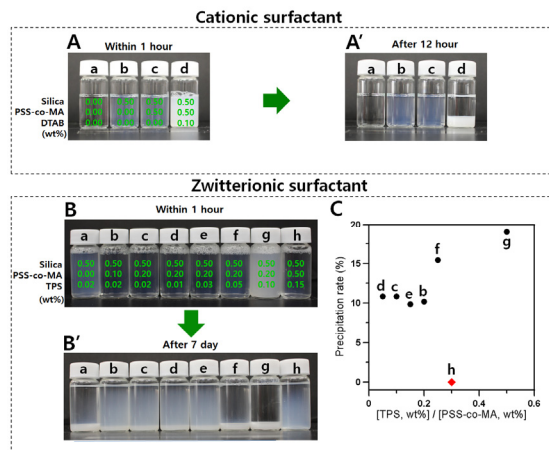 Cationic surfactant
A
Within 1 hour
a b c d
Silica 0.50
PSS-co-MA 0.50
DTAB 0.10
(wt%)
A'
After 12 hour
a b c d
Zwitterionic surfactant
B
Within 1 hour
a b c d e f g h
Silica 0.50 0.50 0.50 0.50 0.50 0.50 0.50 0.50
PSS-co-MA 0.00 0.10 0.20 0.20 0.20 0.20 0.20 0.50
TPS 0.02 0.02 0.02 0.01 0.03 0.05 0.10 0.15
(wt%)
B'
After 7 day
a b c d e f g h
C
Precipitation rate (%)
20
15
10
5
0
d c e b f g h
0.0 0.2 0.4 0.6
[TPS, wt%] / [PSS-co-MA, wt%]